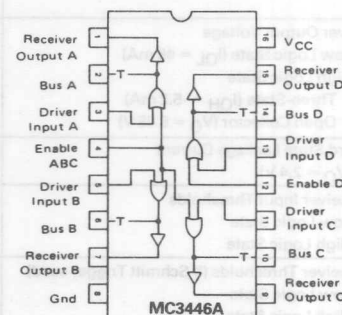 Receiver
Output A
1
Bus A
2
T
Driver
Input A
3
Enable
ABC
4
Driver
Input B
5
Bus B
6
T
Receiver
Output B
7
Gnd
8
16
VCC
15
Receiver
Output D
T
14
Bus D
13
Driver
Input D
12
Enable D
11
Driver
Input C
T
10
Bus C
9
Receiver
Output C
MC3446A